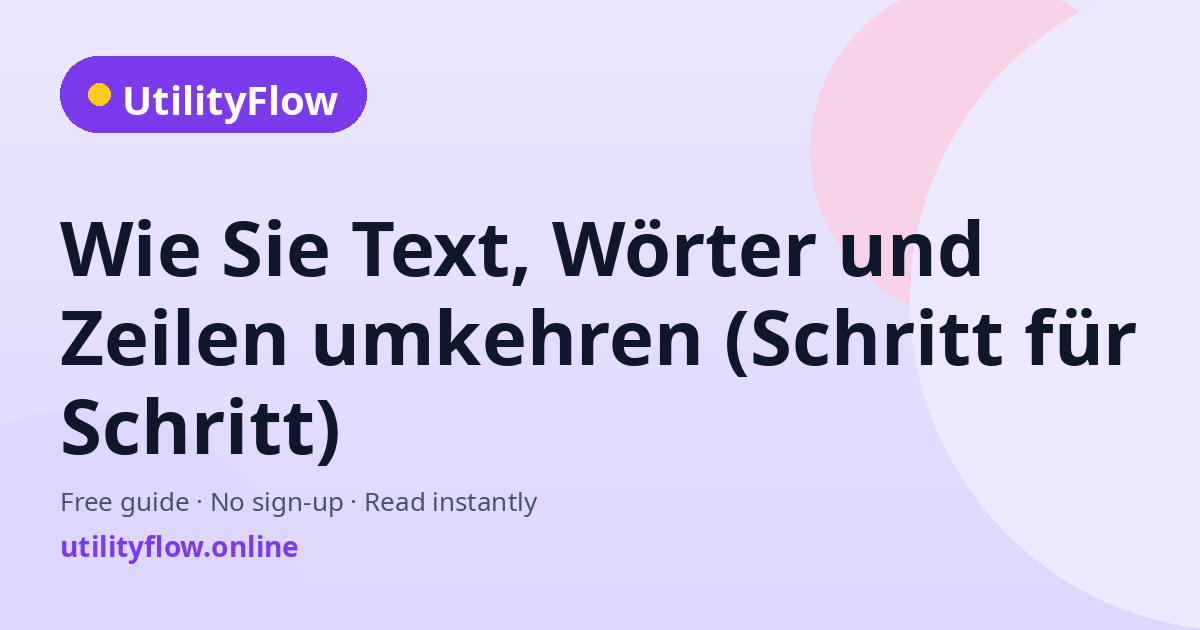 UtilityFlow
Wie Sie Text, Wörter und
Zeilen umkehren (Schritt für
Schritt)
Free guide · No sign-up · Read instantly
utilityflow.online